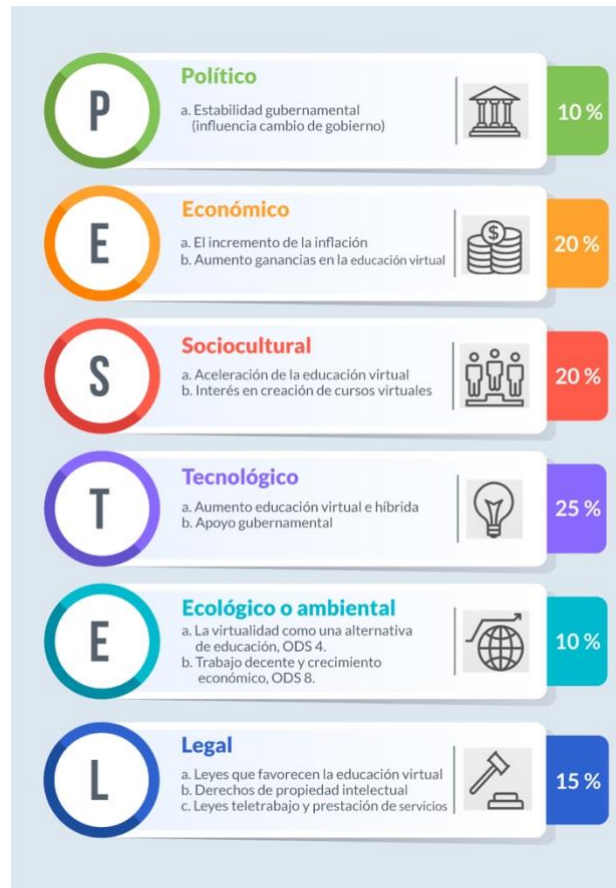 P
Político
a. Estabilidad gubernamental
(influencia cambio de gobierno)
$
10 %
E
Económico
a. El incremento de la inflación
b. Aumento ganancias en la educación virtual
20 %
S
Sociocultural
a. Aceleración de la educación virtual
b. Interés en creación de cursos virtuales
20 %
T
Tecnológico
a. Aumento educación virtual e híbrida
b. Apoyo gubernamental
25 %
E
Ecológico o ambiental
a. La virtualidad como una alternativa
de educación, ODS 4.
b. Trabajo decente y crecimiento
económico, ODS 8.
10 %
L
Legal
a. Leyes que favorecen la educación virtual
b. Derechos de propiedad intelectual
c. Leyes teletrabajo y prestación de servicios
15 %